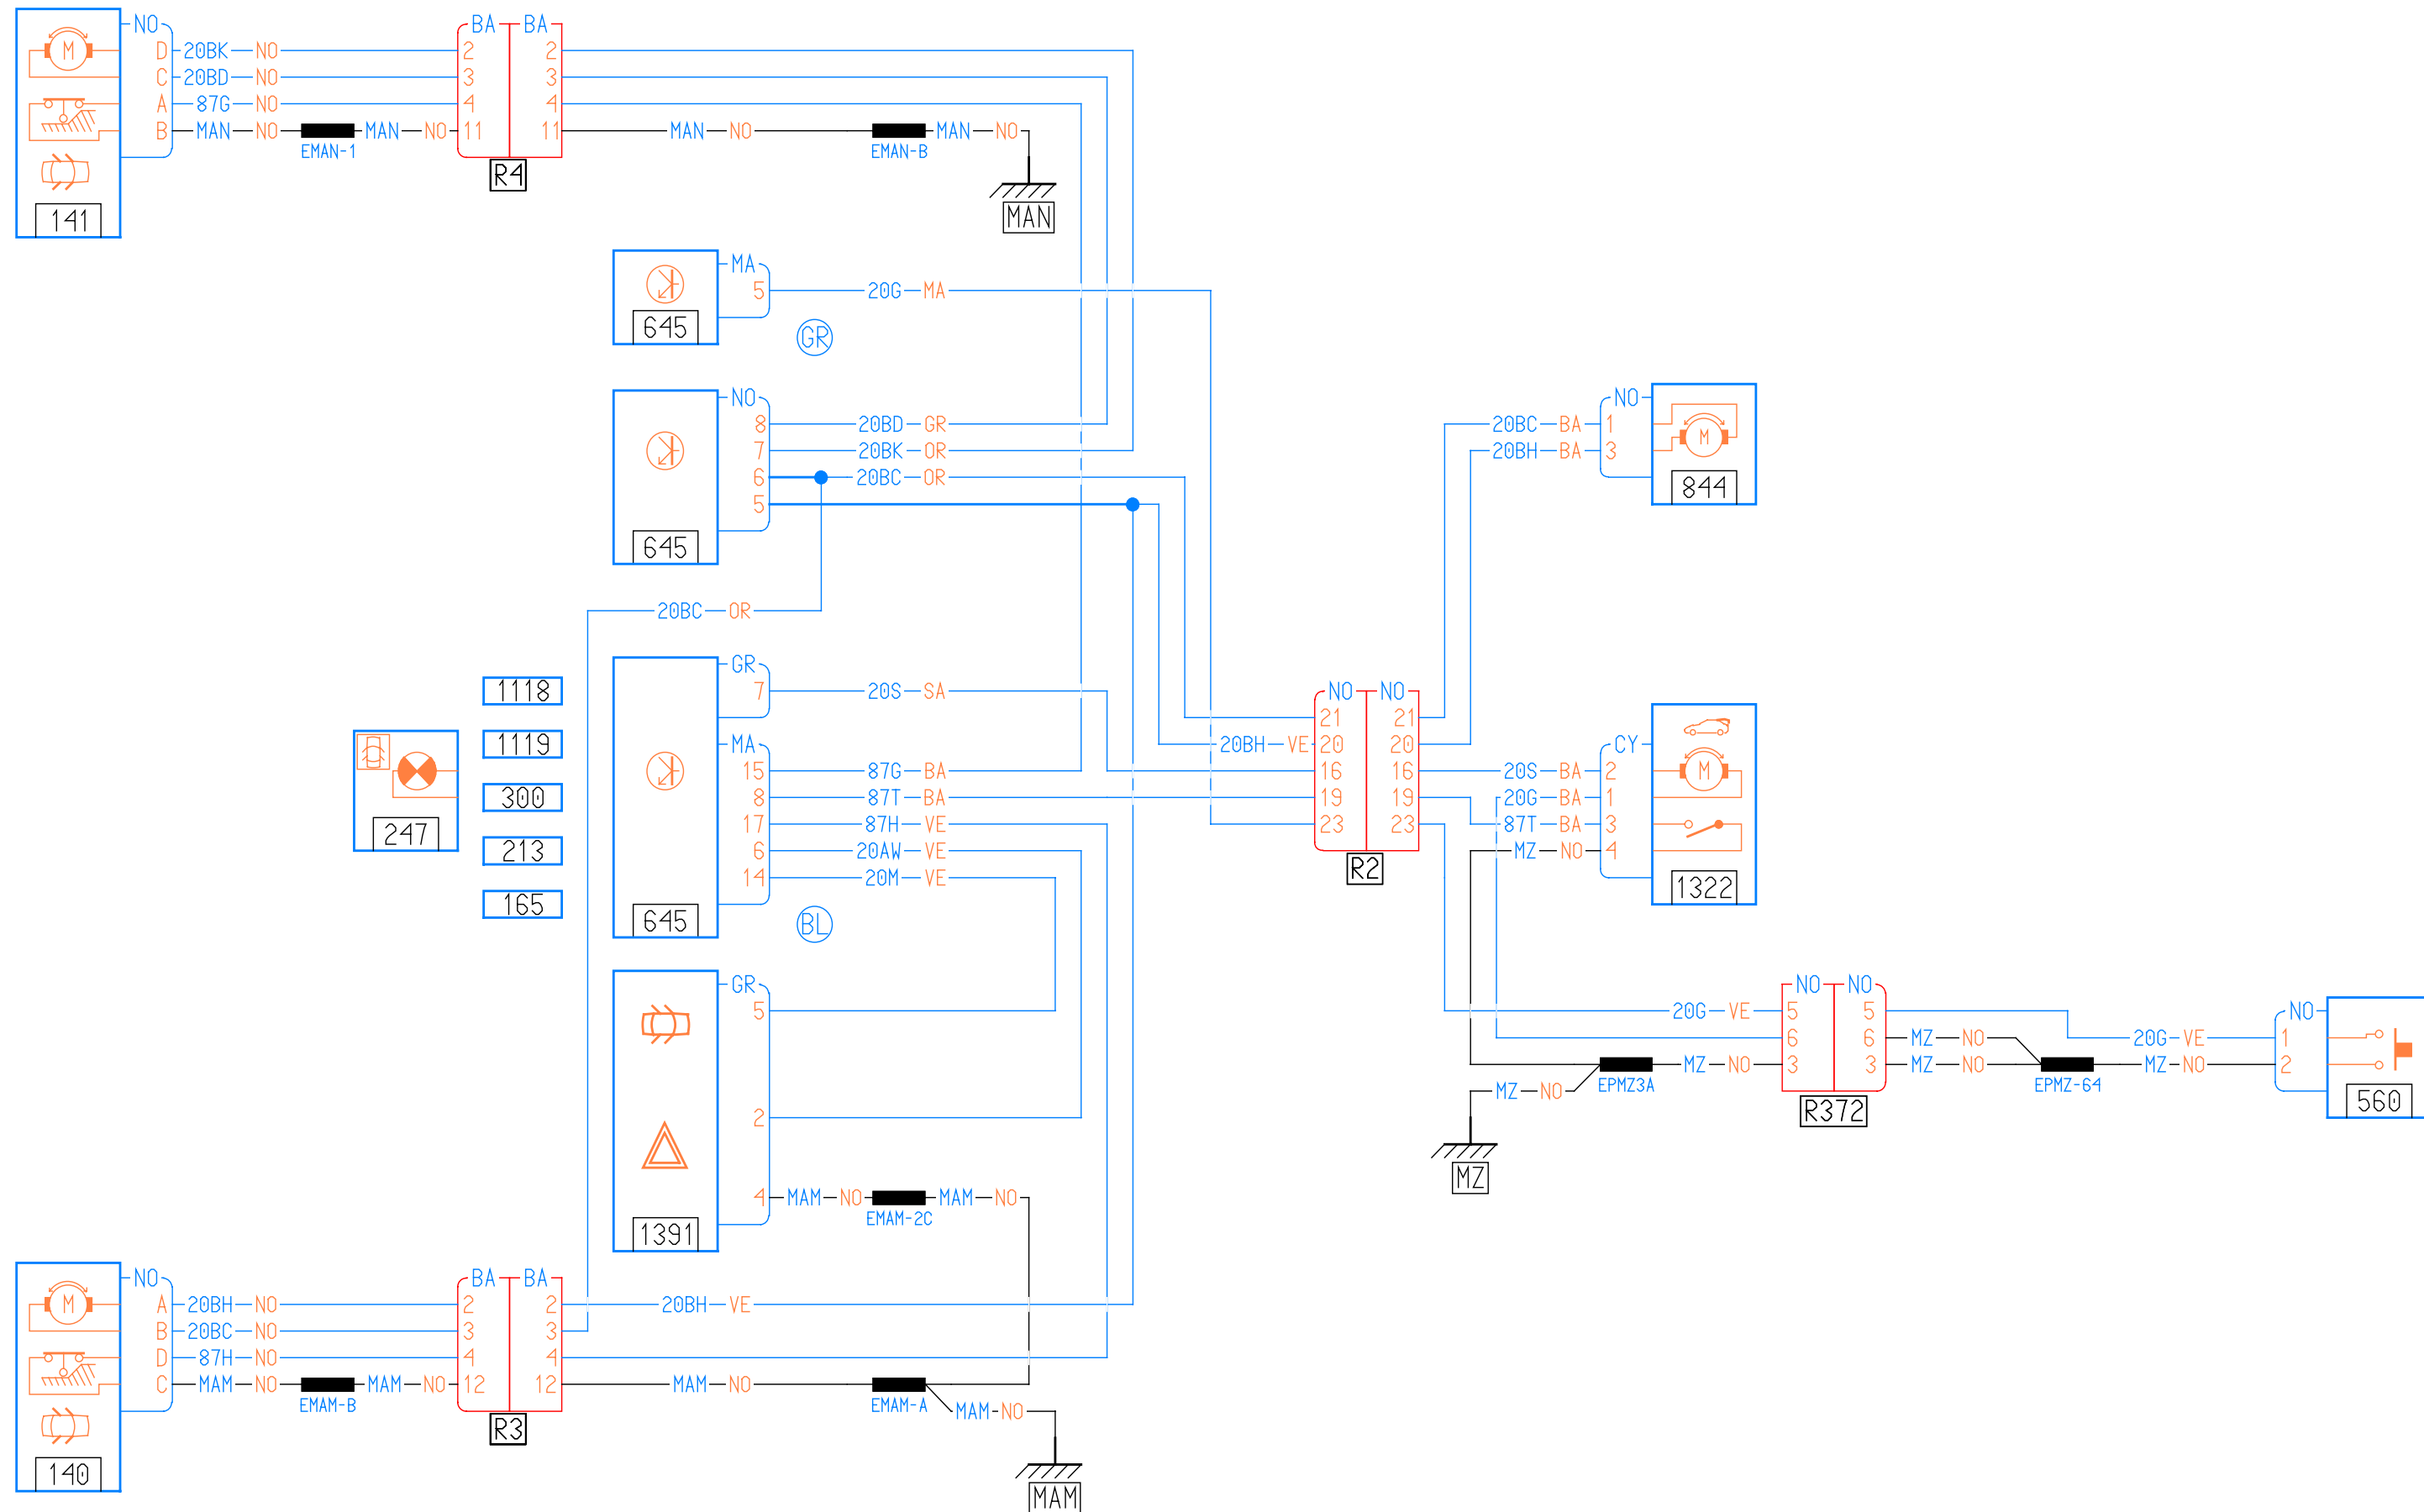 NO BA BA
D 20BK NO 2 2
C 20BD NO 3 3
A 87G NO 4 4
B MAN NO MAN NO 11 11 MAN NO MAN NO
EMAN-1 EMAN-B
R4
141
MAN
M
MA
5 20G MA
645
GR
NO
8 20BD GR
7 20BK OR
6 20BC OR
5
645
20BC OR
NO
20BC BA 1
20BH BA 3
M
844
GR
7 20S SA
MA
15 87G BA
8 87T BA
17 87H VE
6 20AW VE
14 20M VE
645
BL
1118
1119
300
213
165
247
NO NO
21 21
20BH VE 20 20
16 16
19 19
23 23
R2
CY
20S BA 2
20G BA 1
87T BA 3
MZ NO 4
M
1322
GR
5
2
4 MAM NO MAM NO
EMAM-2C
1391
NO NO
20G VE 5 5
6 6 MZ NO
MZ NO 3 3 MZ NO
EPMZ3A
MZ NO
MZ
R372
EPMZ-64
NO
20G VE 1
MZ NO 2
560
NO BA BA
M
A 20BH NO 2 2 20BH VE
B 20BC NO 3 3
D 87H NO 4 4
C MAM NO MAM NO 12 12 MAM NO
EMAM-B EMAM-A
MAM NO
R3
140
MAM